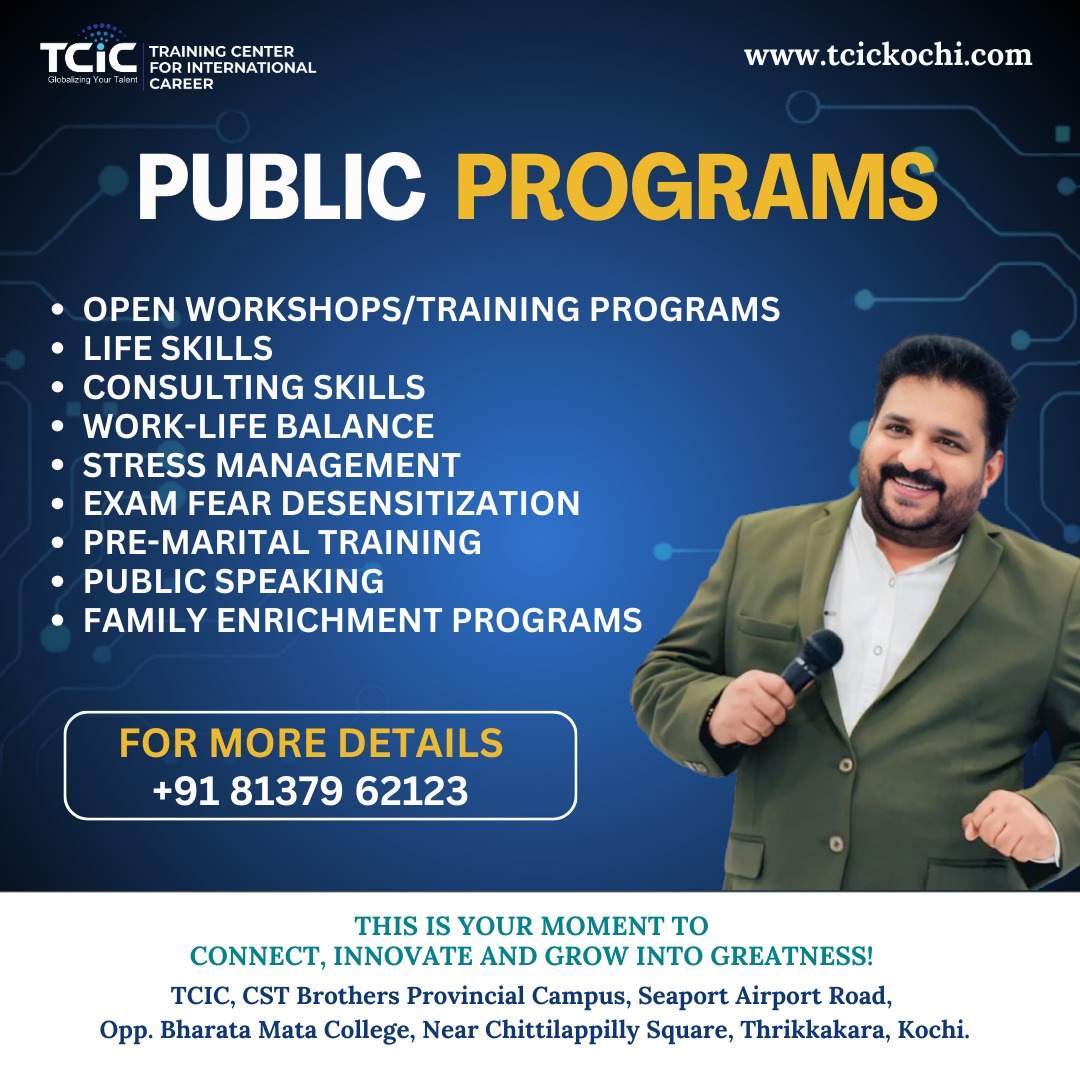 TCiC
Globalizing Your Talent
TRAINING CENTER
FOR INTERNATIONAL
CAREER
www.tcickochi.com
PUBLIC PROGRAMS
• OPEN WORKSHOPS/TRAINING PROGRAMS
• LIFE SKILLS
• CONSULTING SKILLS
• WORK-LIFE BALANCE
• STRESS MANAGEMENT
• EXAM FEAR DESENSITIZATION
• PRE-MARITAL TRAINING
• PUBLIC SPEAKING
• FAMILY ENRICHMENT PROGRAMS
FOR MORE DETAILS
+91 81379 62123
THIS IS YOUR MOMENT TO
CONNECT, INNOVATE AND GROW INTO GREATNESS!
TCIC, CST Brothers Provincial Campus, Seaport Airport Road,
Opp. Bharata Mata College, Near Chittilappilly Square, Thrikkakara, Kochi.